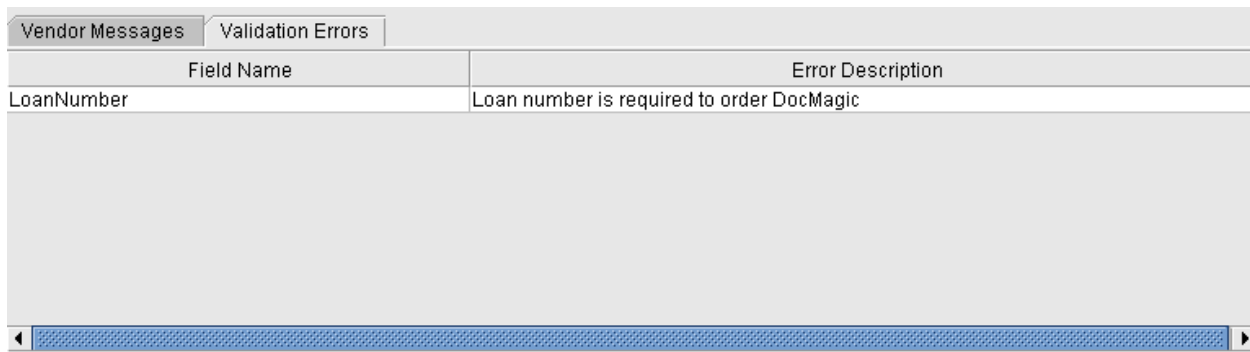 Vendor Messages Validation Errors
Field Name Error Description
LoanNumber Loan number is required to order DocMagic